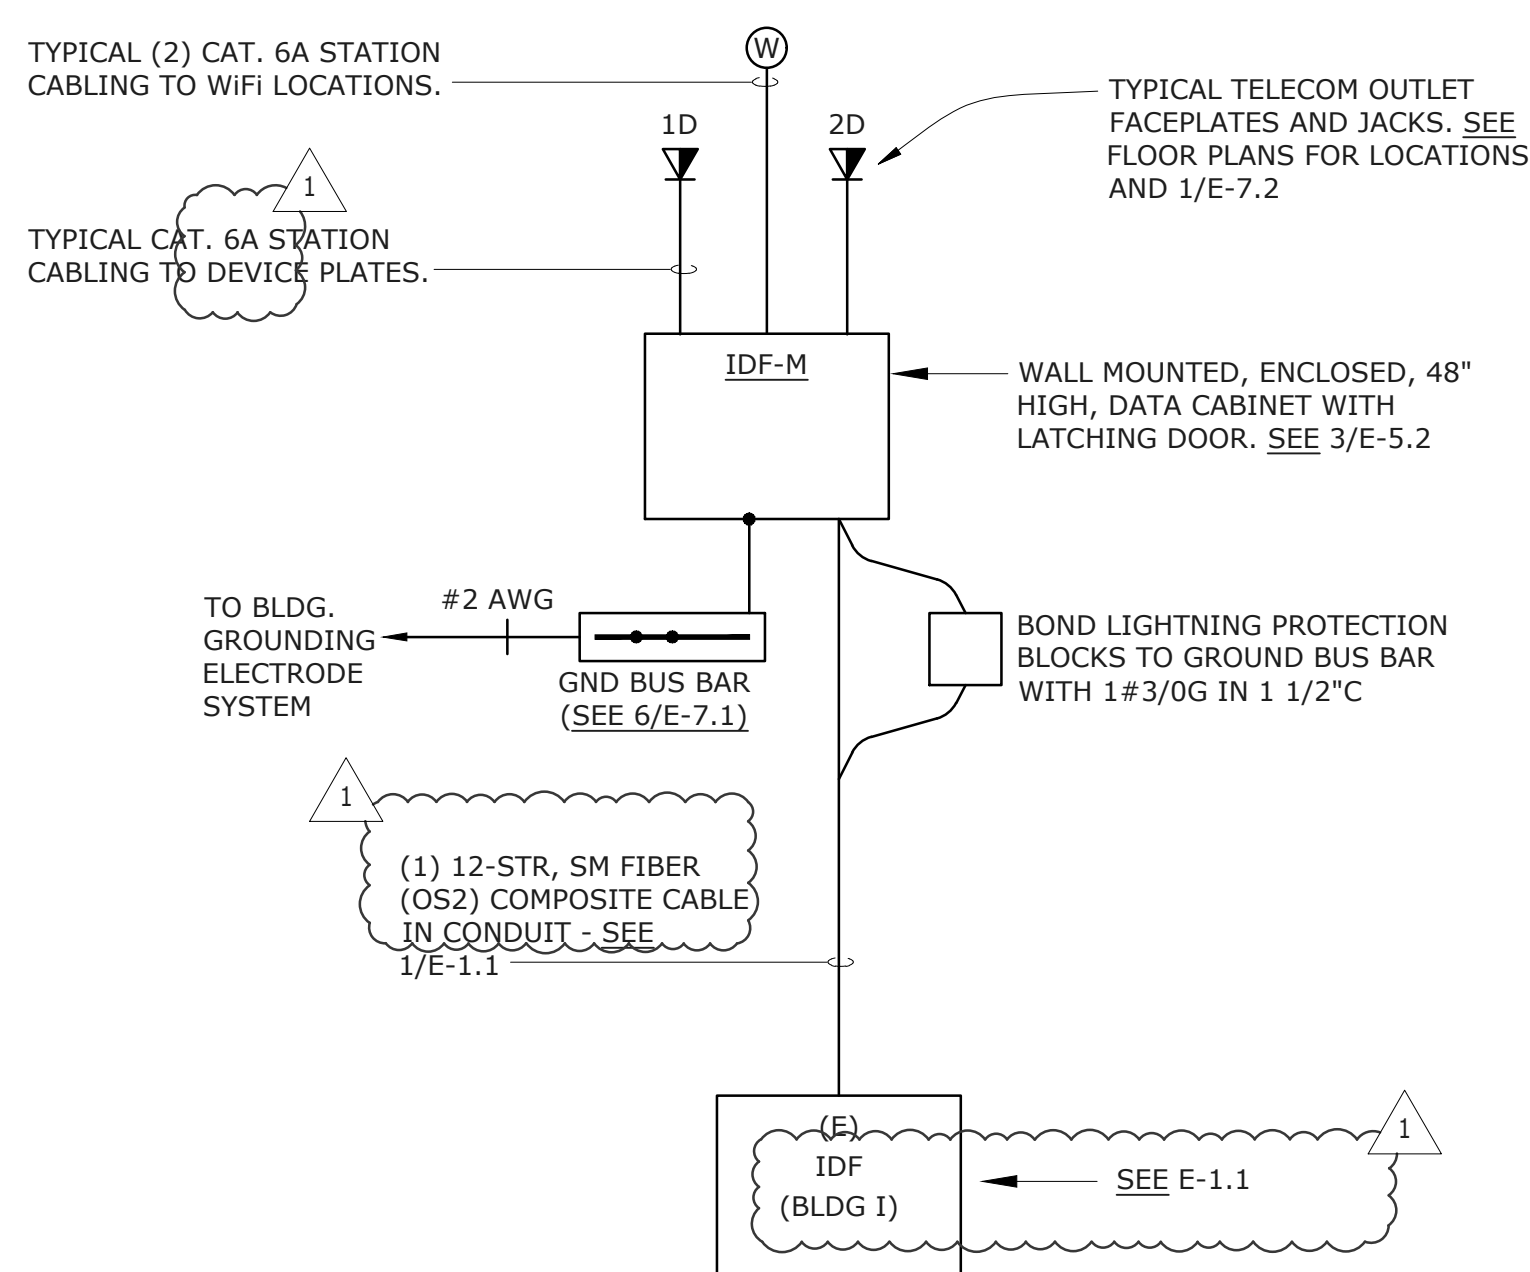 W
TYPICAL (2) CAT. 6A STATION
CABLING TO WiFi LOCATIONS.
TYPICAL TELECOM OUTLET
FACEPLATES AND JACKS. SEE
FLOOR PLANS FOR LOCATIONS
AND 1/E-7.2
1D
2D
1
TYPICAL CAT. 6A STATION
CABLING TO DEVICE PLATES.
IDF-M
WALL MOUNTED, ENCLOSED, 48"
HIGH, DATA CABINET WITH
LATCHING DOOR. SEE 3/E-5.2
TO BLDG.
GROUNDING
ELECTRODE
SYSTEM
#2 AWG
GND BUS BAR
(SEE 6/E-7.1)
BOND LIGHTNING PROTECTION
BLOCKS TO GROUND BUS BAR
WITH 1#3/0G IN 1 1/2"C
1
(1) 12-STR, SM FIBER
(OS2) COMPOSITE CABLE
IN CONDUIT - SEE
1/E-1.1
(E)
IDF
(BLDG I)
SEE E-1.1
1